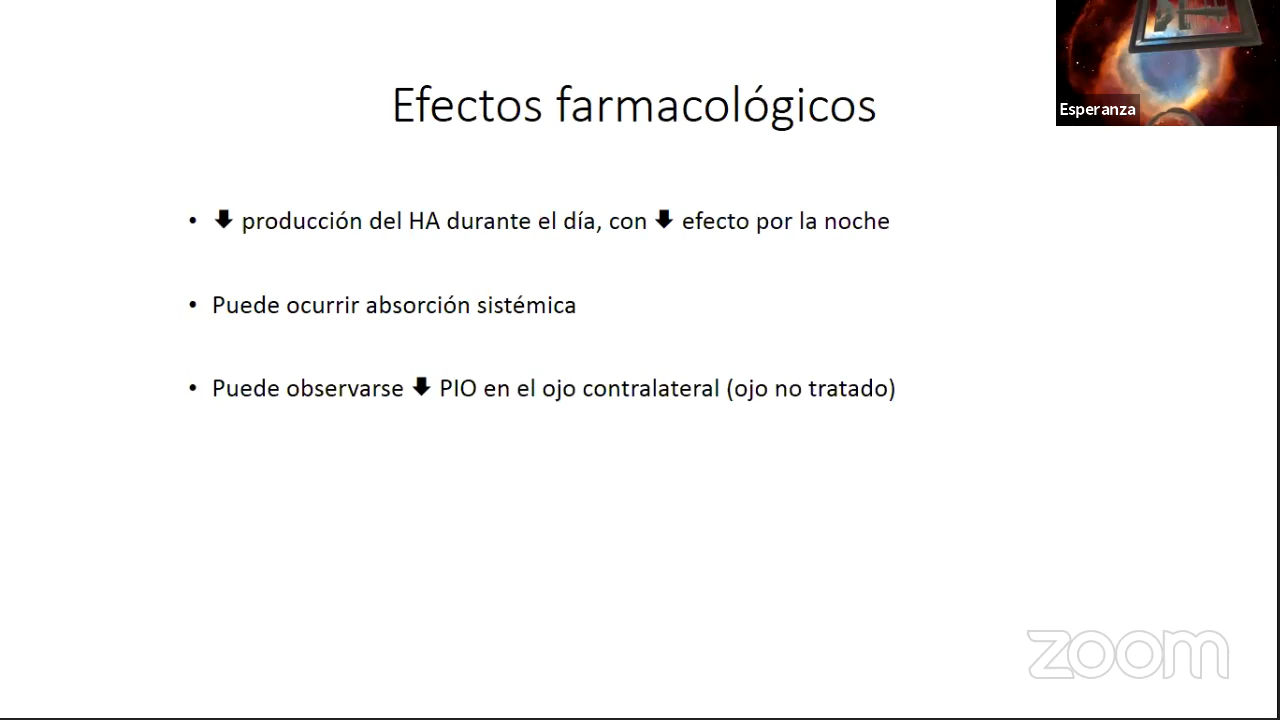 Efectos farmacológicos
Esperanza
• ⬇ producción del HA durante el día, con ⬇ efecto por la noche
• Puede ocurrir absorción sistémica
• Puede observarse ⬇ PIO en el ojo contralateral (ojo no tratado)
zoom